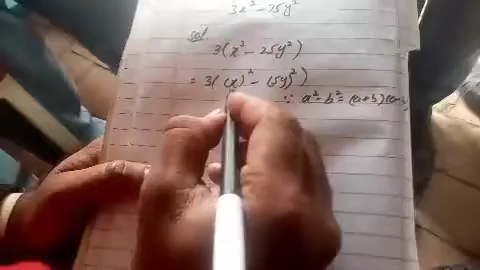 3x² - 75y²
sol
3(x² - 25y²)
= 3((x)² - (5y)²)
∵ a² - b² = (a+b)(a-b)